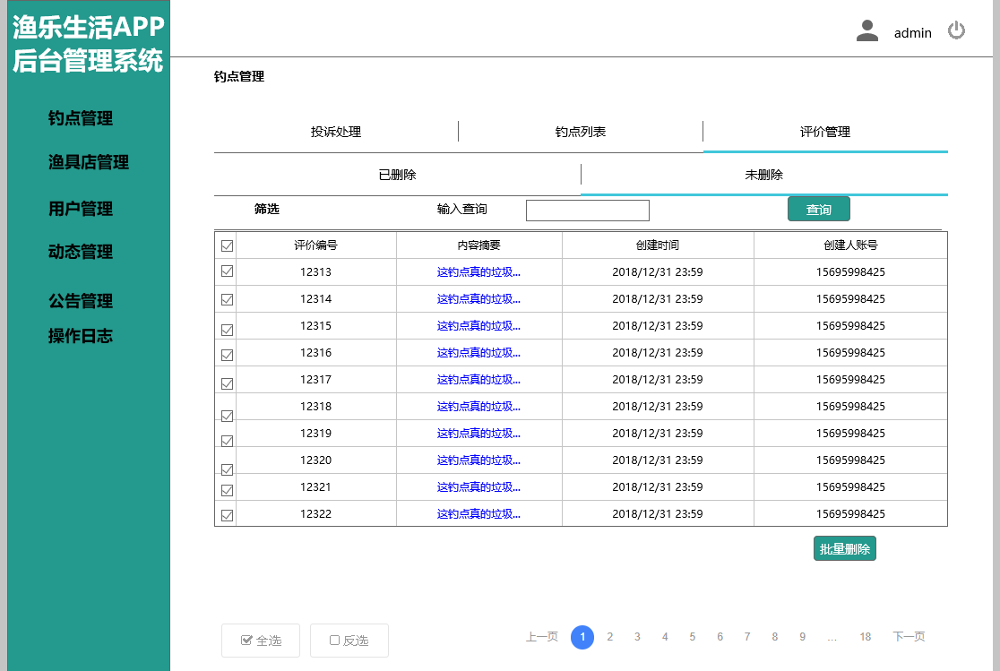 渔乐生活APP
后台管理系统
admin
钓点管理
渔具店管理
用户管理
动态管理
公告管理
操作日志
钓点管理
投诉处理 钓点列表 评价管理
已删除 未删除
筛选 输入查询 查询
评价编号 内容摘要 创建时间 创建人账号
12313 这钓点真的垃圾... 2018/12/31 23:59 15695998425
12314 这钓点真的垃圾... 2018/12/31 23:59 15695998425
12315 这钓点真的垃圾... 2018/12/31 23:59 15695998425
12316 这钓点真的垃圾... 2018/12/31 23:59 15695998425
12317 这钓点真的垃圾... 2018/12/31 23:59 15695998425
12318 这钓点真的垃圾... 2018/12/31 23:59 15695998425
12319 这钓点真的垃圾... 2018/12/31 23:59 15695998425
12320 这钓点真的垃圾... 2018/12/31 23:59 15695998425
12321 这钓点真的垃圾... 2018/12/31 23:59 15695998425
12322 这钓点真的垃圾... 2018/12/31 23:59 15695998425
批量删除
全选 反选 上一页 1 2 3 4 5 6 7 8 9 ... 18 下一页